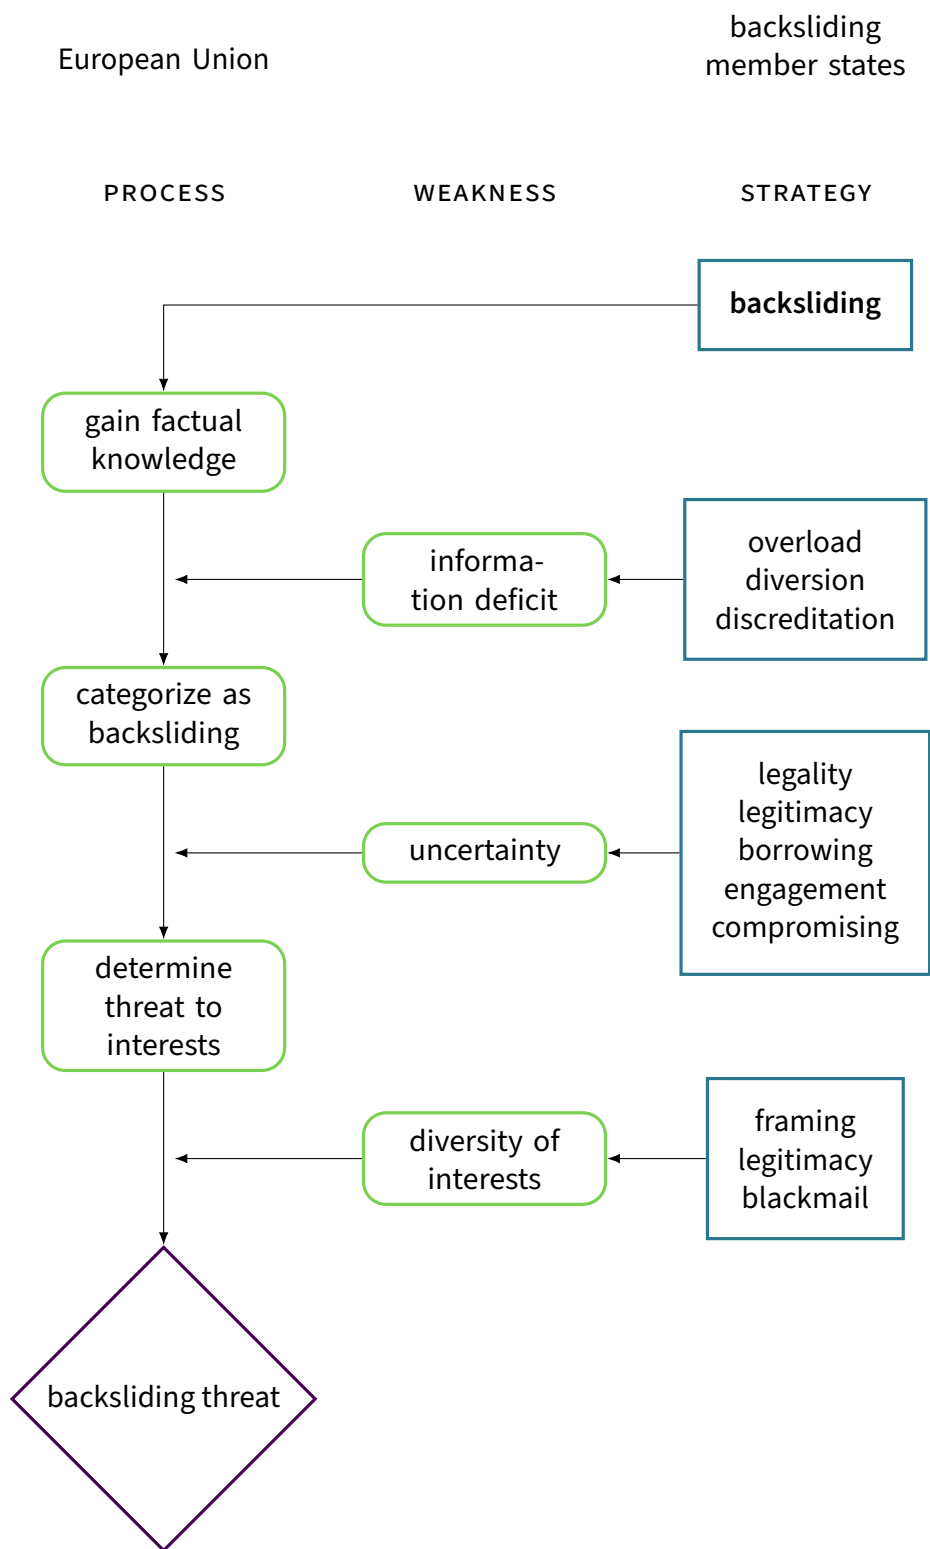 European Union
backsliding
member states
PROCESS
WEAKNESS
STRATEGY
backsliding
gain factual
knowledge
informa-
tion deficit
overload
diversion
discreditation
categorize as
backsliding
uncertainty
legality
legitimacy
borrowing
engagement
compromising
determine
threat to
interests
diversity of
interests
framing
legitimacy
blackmail
backsliding threat